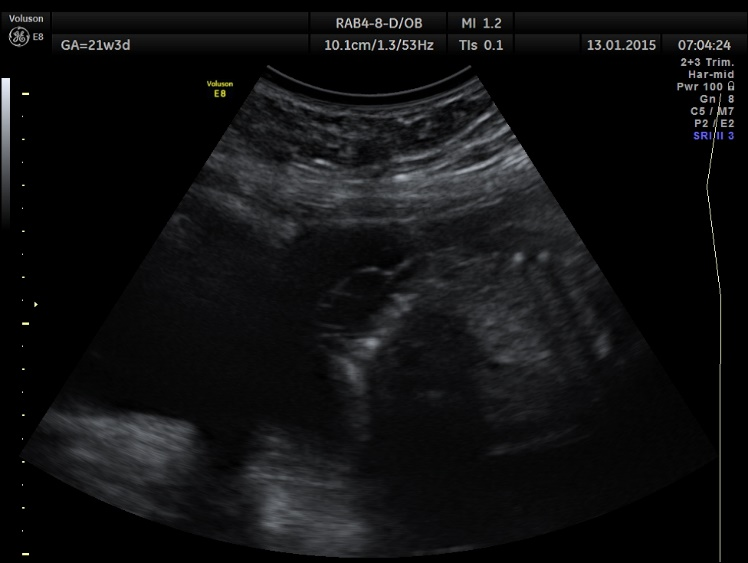 Voluson
E8
RAB4-8-D/OB
MI 1.2
GA=21w3d
10.1cm/1.3/53Hz
TIs 0.1
13.01.2015
07:04:24
Voluson
E8
2+3 Trim.
Har-mid
Pwr 100
Gn 8
C5 / M7
P2 / E2
SRI II 3